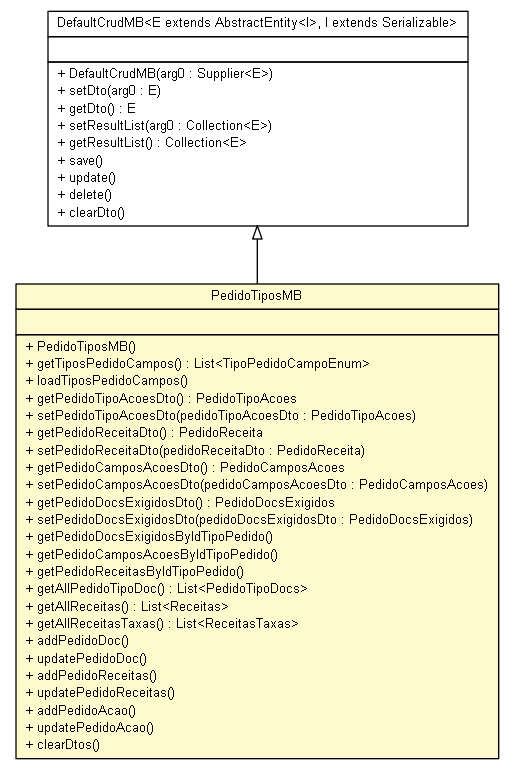 DefaultCrudMB<E extends AbstractEntity<I>, I extends Serializable>
+ DefaultCrudMB(arg0 : Supplier<E>)
+ setDto(arg0 : E)
+ getDto() : E
+ setResultList(arg0 : Collection<E>)
+ getResultList() : Collection<E>
+ save()
+ update()
+ delete()
+ clearDto()
PedidoTiposMB
+ PedidoTiposMB()
+ getTiposPedidoCampos() : List<TipoPedidoCampoEnum>
+ loadTiposPedidoCampos()
+ getPedidoTipoAcoesDto() : PedidoTipoAcoes
+ setPedidoTipoAcoesDto(pedidoTipoAcoesDto : PedidoTipoAcoes)
+ getPedidoReceitaDto() : PedidoReceita
+ setPedidoReceitaDto(pedidoReceitaDto : PedidoReceita)
+ getPedidoCamposAcoesDto() : PedidoCamposAcoes
+ setPedidoCamposAcoesDto(pedidoCamposAcoesDto : PedidoCamposAcoes)
+ getPedidoDocsExigidosDto() : PedidoDocsExigidos
+ setPedidoDocsExigidosDto(pedidoDocsExigidosDto : PedidoDocsExigidos)
+ getPedidoDocsExigidosByIdTipoPedido()
+ getPedidoCamposAcoesByIdTipoPedido()
+ getPedidoReceitasByIdTipoPedido()
+ getAllPedidoTipoDoc() : List<PedidoTipoDocs>
+ getAllReceitas() : List<Receitas>
+ getAllReceitasTaxas() : List<ReceitasTaxas>
+ addPedidoDoc()
+ updatePedidoDoc()
+ addPedidoReceitas()
+ updatePedidoReceitas()
+ addPedidoAcao()
+ updatePedidoAcao()
+ clearDtos()